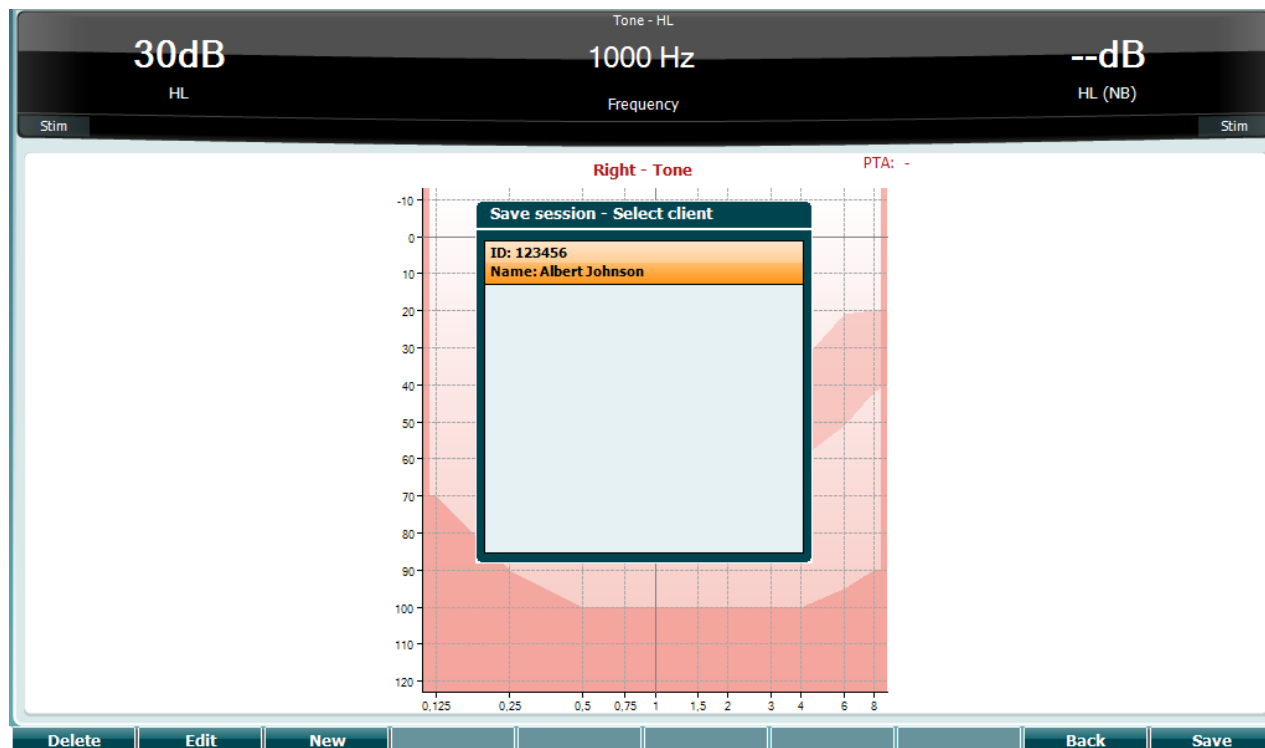 Tone - HL
30dB
1000 Hz
--dB
HL
Frequency
HL (NB)
Stim
Stim
Right - Tone
PTA: -
Save session - Select client
ID: 123456
Name: Albert Johnson
-10
0
10
20
30
40
50
60
70
80
90
100
110
120
0,125 0,25 0,5 0,75 1 1,5 2 3 4 6 8
Delete Edit New Back Save